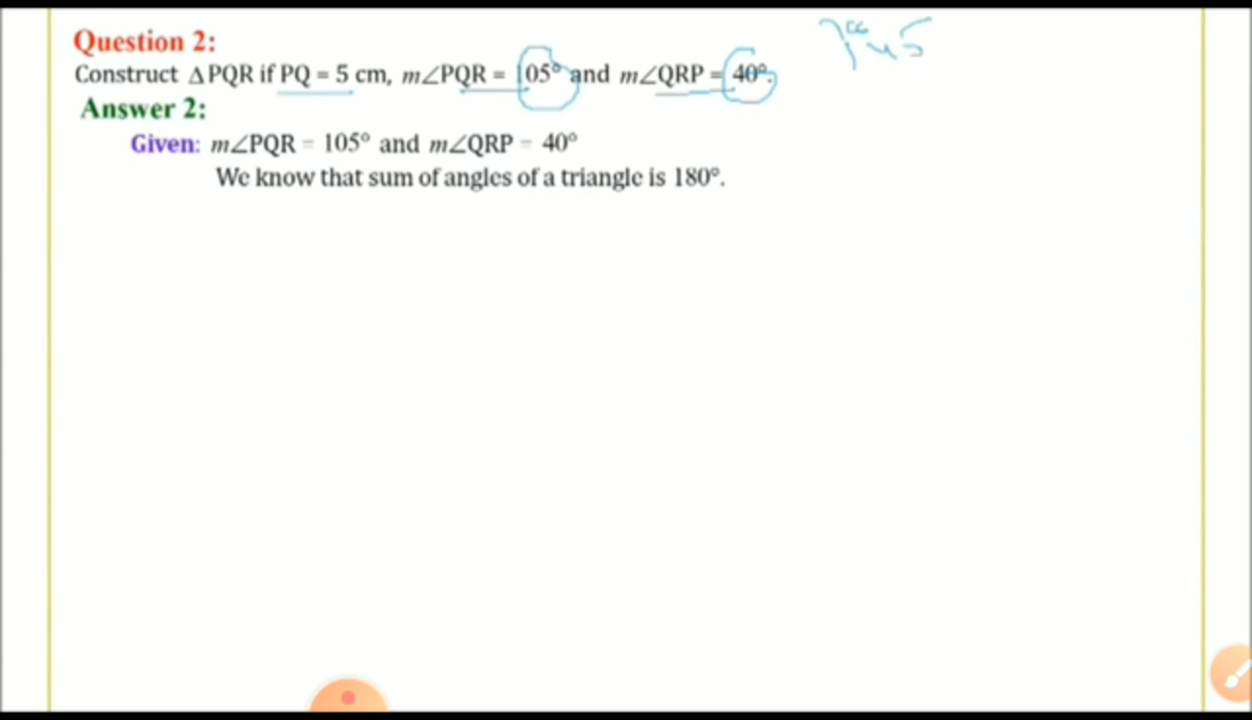 Question 2:
Construct ΔPQR if PQ = 5 cm, m∠PQR = 105° and m∠QRP = 40°.
Answer 2:
Given: m∠PQR = 105° and m∠QRP = 40°
We know that sum of angles of a triangle is 180°.